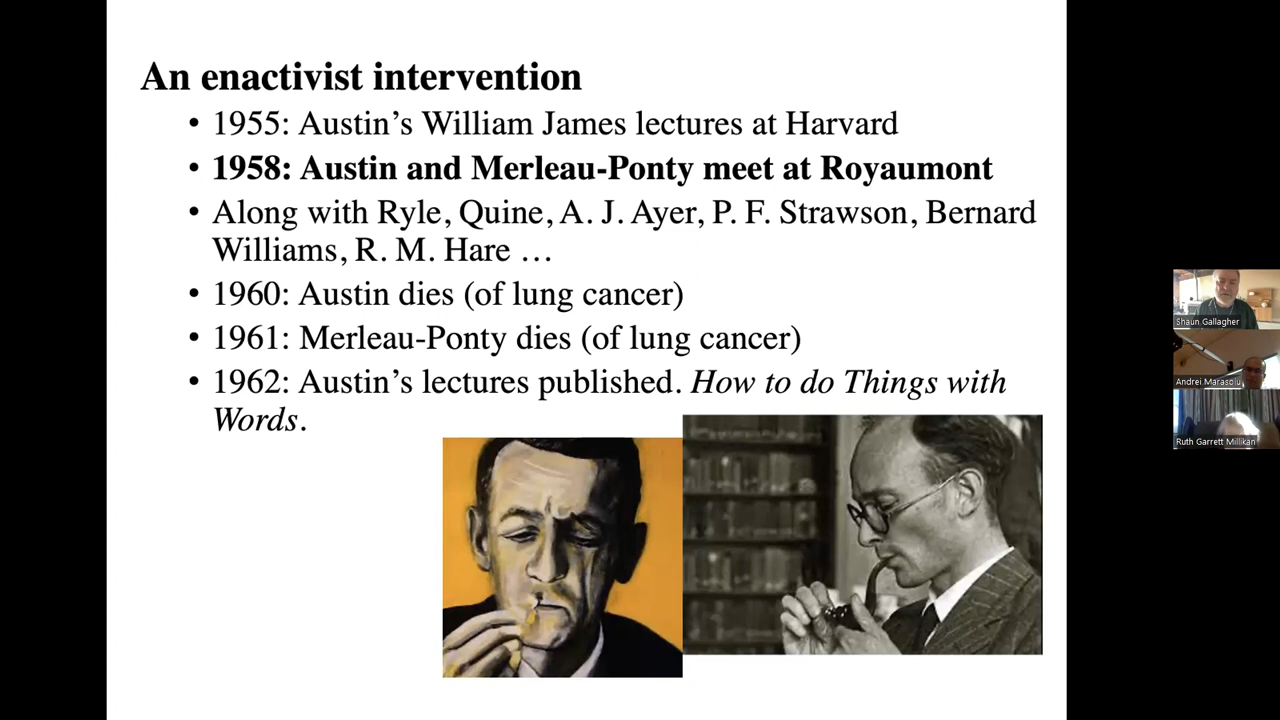 An enactivist intervention
• 1955: Austin’s William James lectures at Harvard
• 1958: Austin and Merleau-Ponty meet at Royaumont
• Along with Ryle, Quine, A. J. Ayer, P. F. Strawson, Bernard
Williams, R. M. Hare …
• 1960: Austin dies (of lung cancer)
• 1961: Merleau-Ponty dies (of lung cancer)
• 1962: Austin’s lectures published. How to do Things with
Words.
Shaun Gallagher
Andrei Marasoiu
Ruth Garrett Millikan